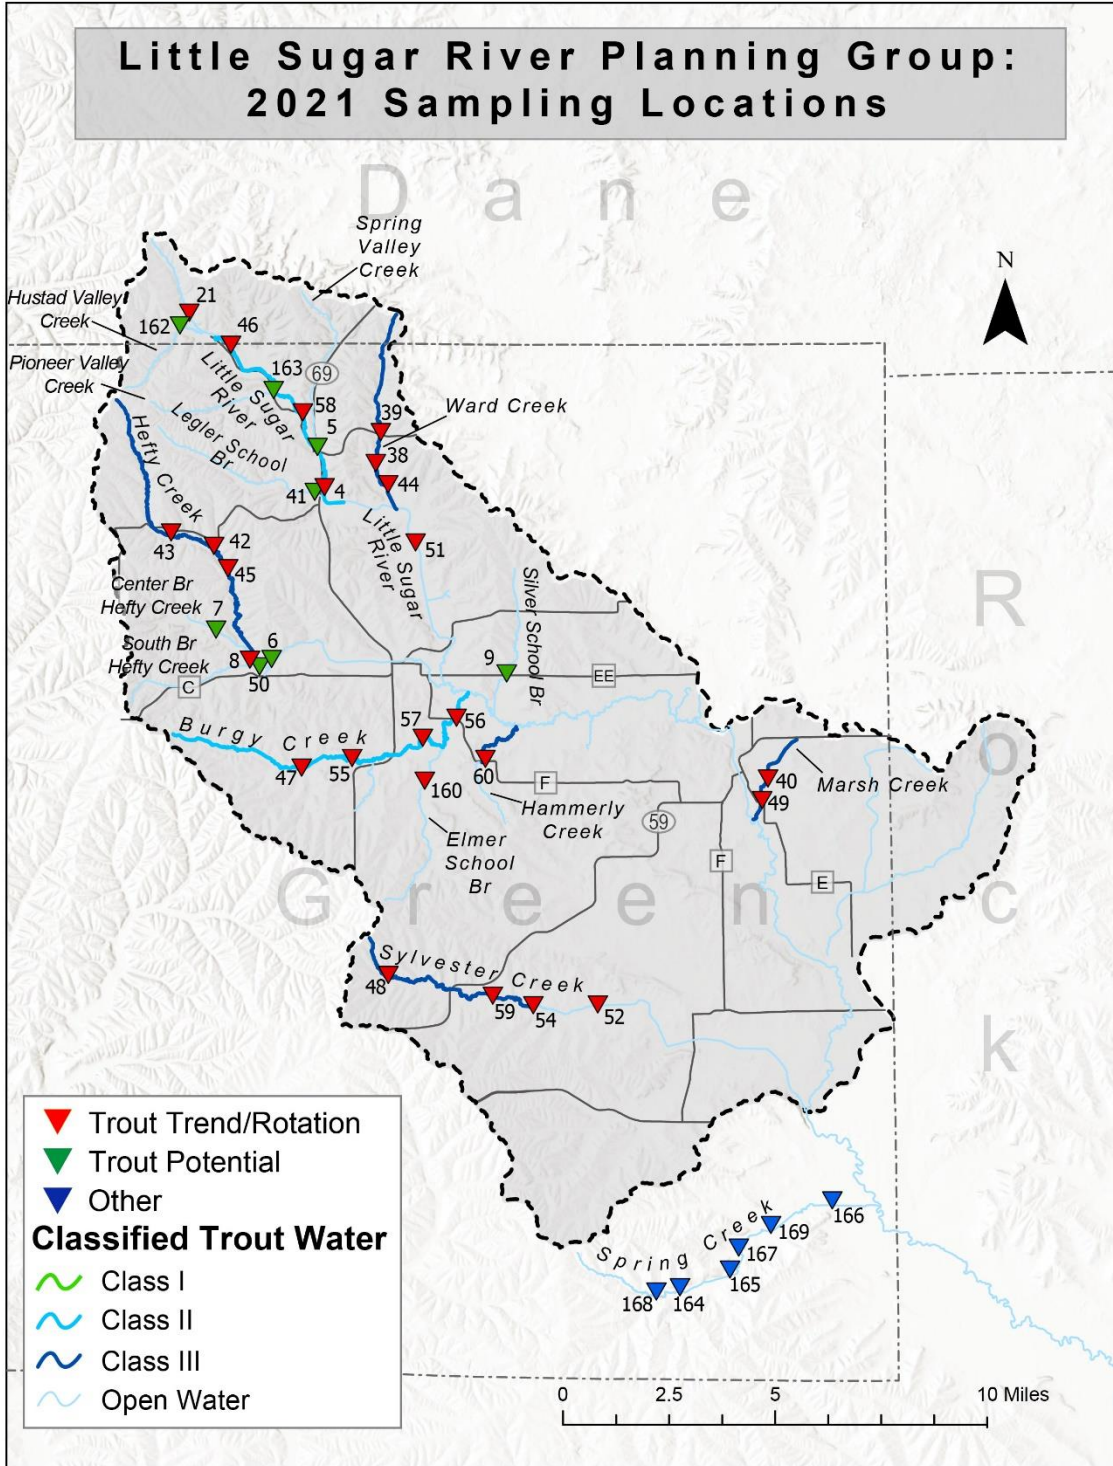 Little Sugar River Planning Group:
2021 Sampling Locations
Dane
Spring
Valley
Creek
N
Hustad Valley
Creek
21
162
46
Pioneer Valley
Creek
163
69
Little Sugar
River
58
Ward Creek
39
Legler School
Br
5
38
Hefty Creek
41
4
44
43
42
45
Little Sugar
River
51
Center Br
Hefty Creek
7
Silver School Br
Rock
South Br
Hefty Creek
8
6
50
C
9
EE
Burgy Creek
57
56
47
55
160
60
F
Hammerly
Creek
40
49
Marsh Creek
59
Elmer
School
Br
F
E
Green
Sylvester Creek
48
59
54
52
Trout Trend/Rotation
Trout Potential
Other
Classified Trout Water
Class I
Class II
Class III
Open Water
Spring Creek
166
169
167
165
164
168
0 2.5 5 10 Miles